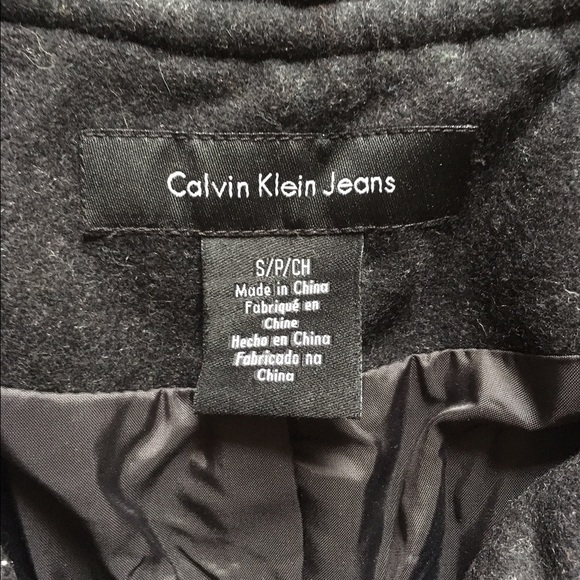 Calvin Klein Jeans
S/P/CH
Made in China
Fabriqué en
Chine
Hecho en China
Fabricado na
China